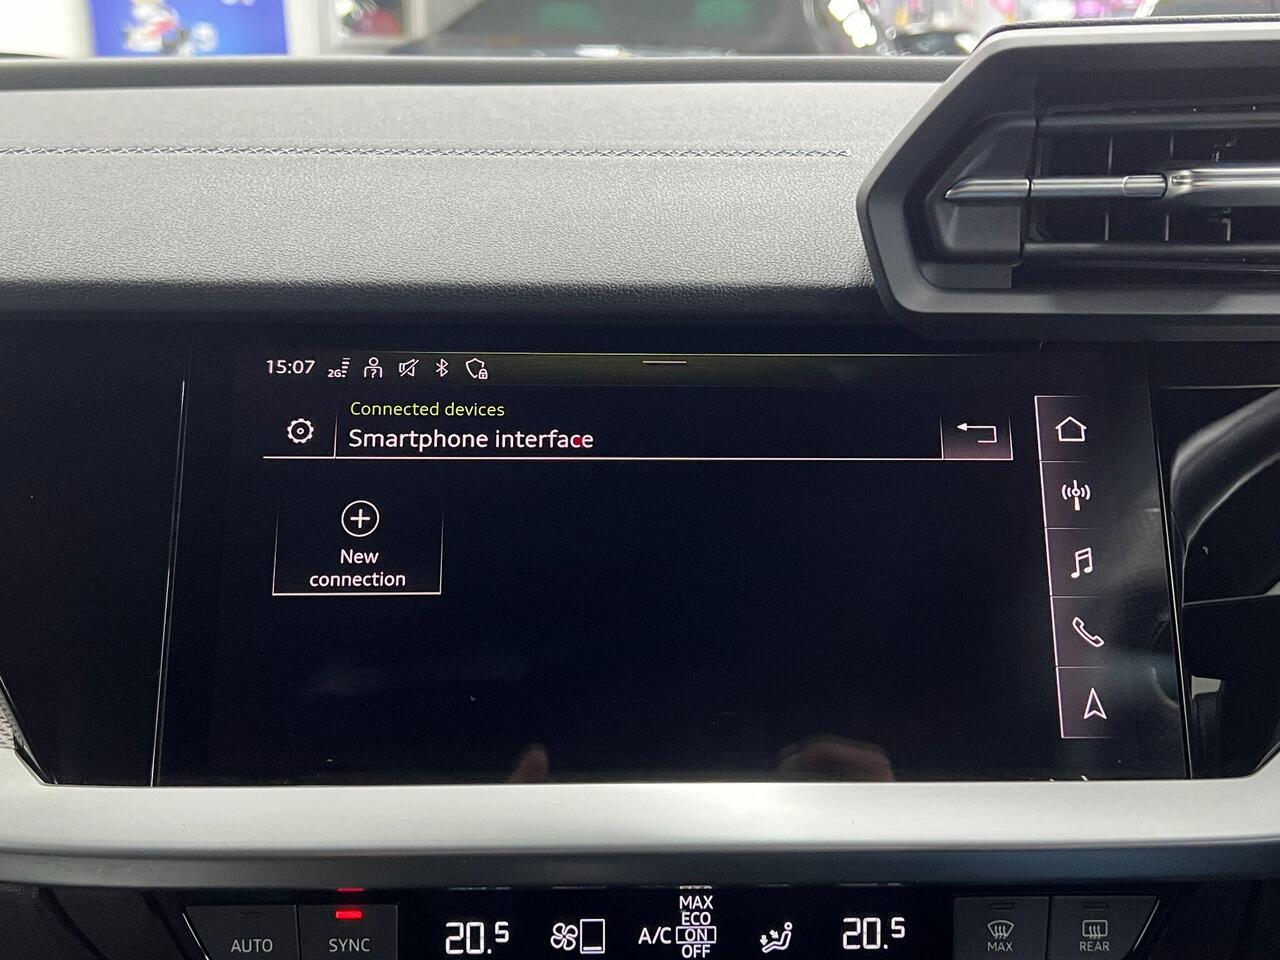 15:07
2G
Connected devices
Smartphone interface
New
connection
AUTO
SYNC
20.5
A/C
MAX
ECO
ON
OFF
20.5
MAX
REAR